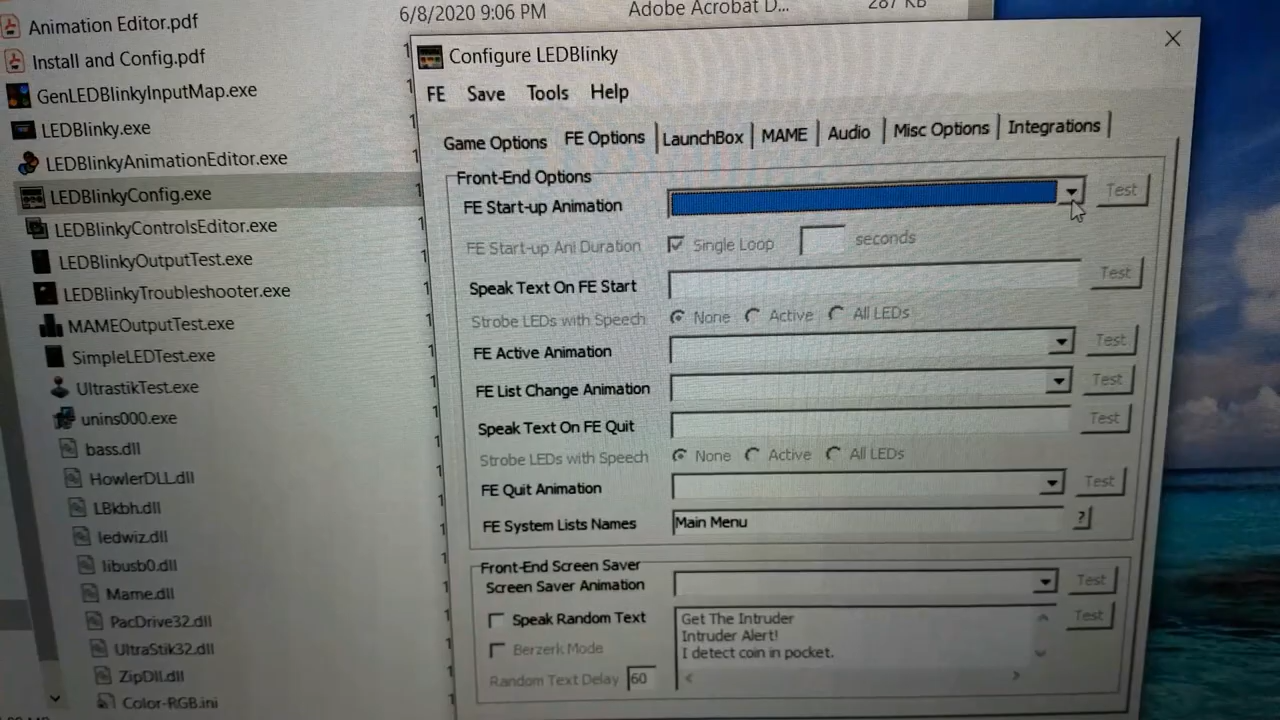 Animation Editor.pdf
6/8/2020 9:06 PM
Adobe Acrobat D...
287 KB
Install and Config.pdf
GenLEDBlinkyInputMap.exe
LEDBlinky.exe
LEDBlinkyAnimationEditor.exe
LEDBlinkyConfig.exe
LEDBlinkyControlsEditor.exe
LEDBlinkyOutputTest.exe
LEDBlinkyTroubleshooter.exe
MAMEOutputTest.exe
SimpleLEDTest.exe
UltrastikTest.exe
unins000.exe
bass.dll
HowlerDLL.dll
LBkbh.dll
ledwiz.dll
libusb0.dll
Mame.dll
PacDrive32.dll
UltraStik32.dll
ZipDll.dll
Color-RGB.ini
Configure LEDBlinky
FE Save Tools Help
Game Options FE Options LaunchBox MAME Audio Misc Options Integrations
Front-End Options
FE Start-up Animation Test
FE Start-up Ani Duration Single Loop seconds
Speak Text On FE Start Test
Strobe LEDs with Speech None Active All LEDs
FE Active Animation Test
FE List Change Animation Test
Speak Text On FE Quit Test
Strobe LEDs with Speech None Active All LEDs
FE Quit Animation Test
FE System Lists Names Main Menu ?
Front-End Screen Saver
Screen Saver Animation Test
Speak Random Text Get The Intruder Test
Intruder Alert!
Berzerk Mode I detect coin in pocket.
Random Text Delay 60